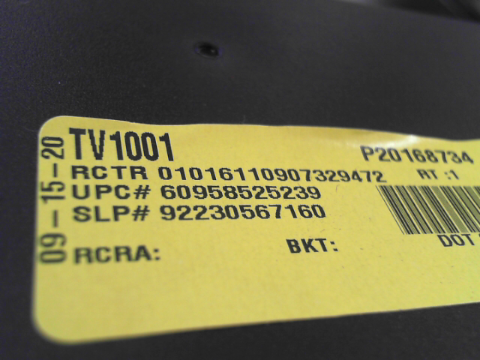 TV1001
P20168734
RCTR 01016110907329472
RT :1
UPC# 60958525239
SLP# 92230567160
RCRA:
BKT:
DOT
09-15-20